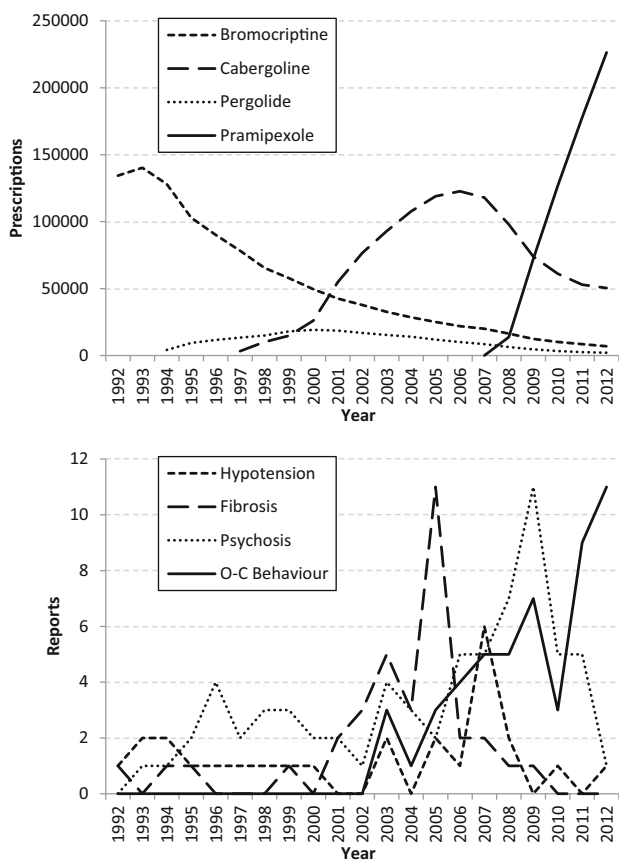 Bromocriptine
Cabergoline
Pergolide
Pramipexole
250000
200000
150000
100000
50000
0
Prescriptions
1992 1993 1994 1995 1996 1997 1998 1999 2000 2001 2002 2003 2004 2005 2006 2007 2008 2009 2010 2011 2012
Year
Hypotension
Fibrosis
Psychosis
O-C Behaviour
12
10
8
6
4
2
0
Reports
1992 1993 1994 1995 1996 1997 1998 1999 2000 2001 2002 2003 2004 2005 2006 2007 2008 2009 2010 2011 2012
Year